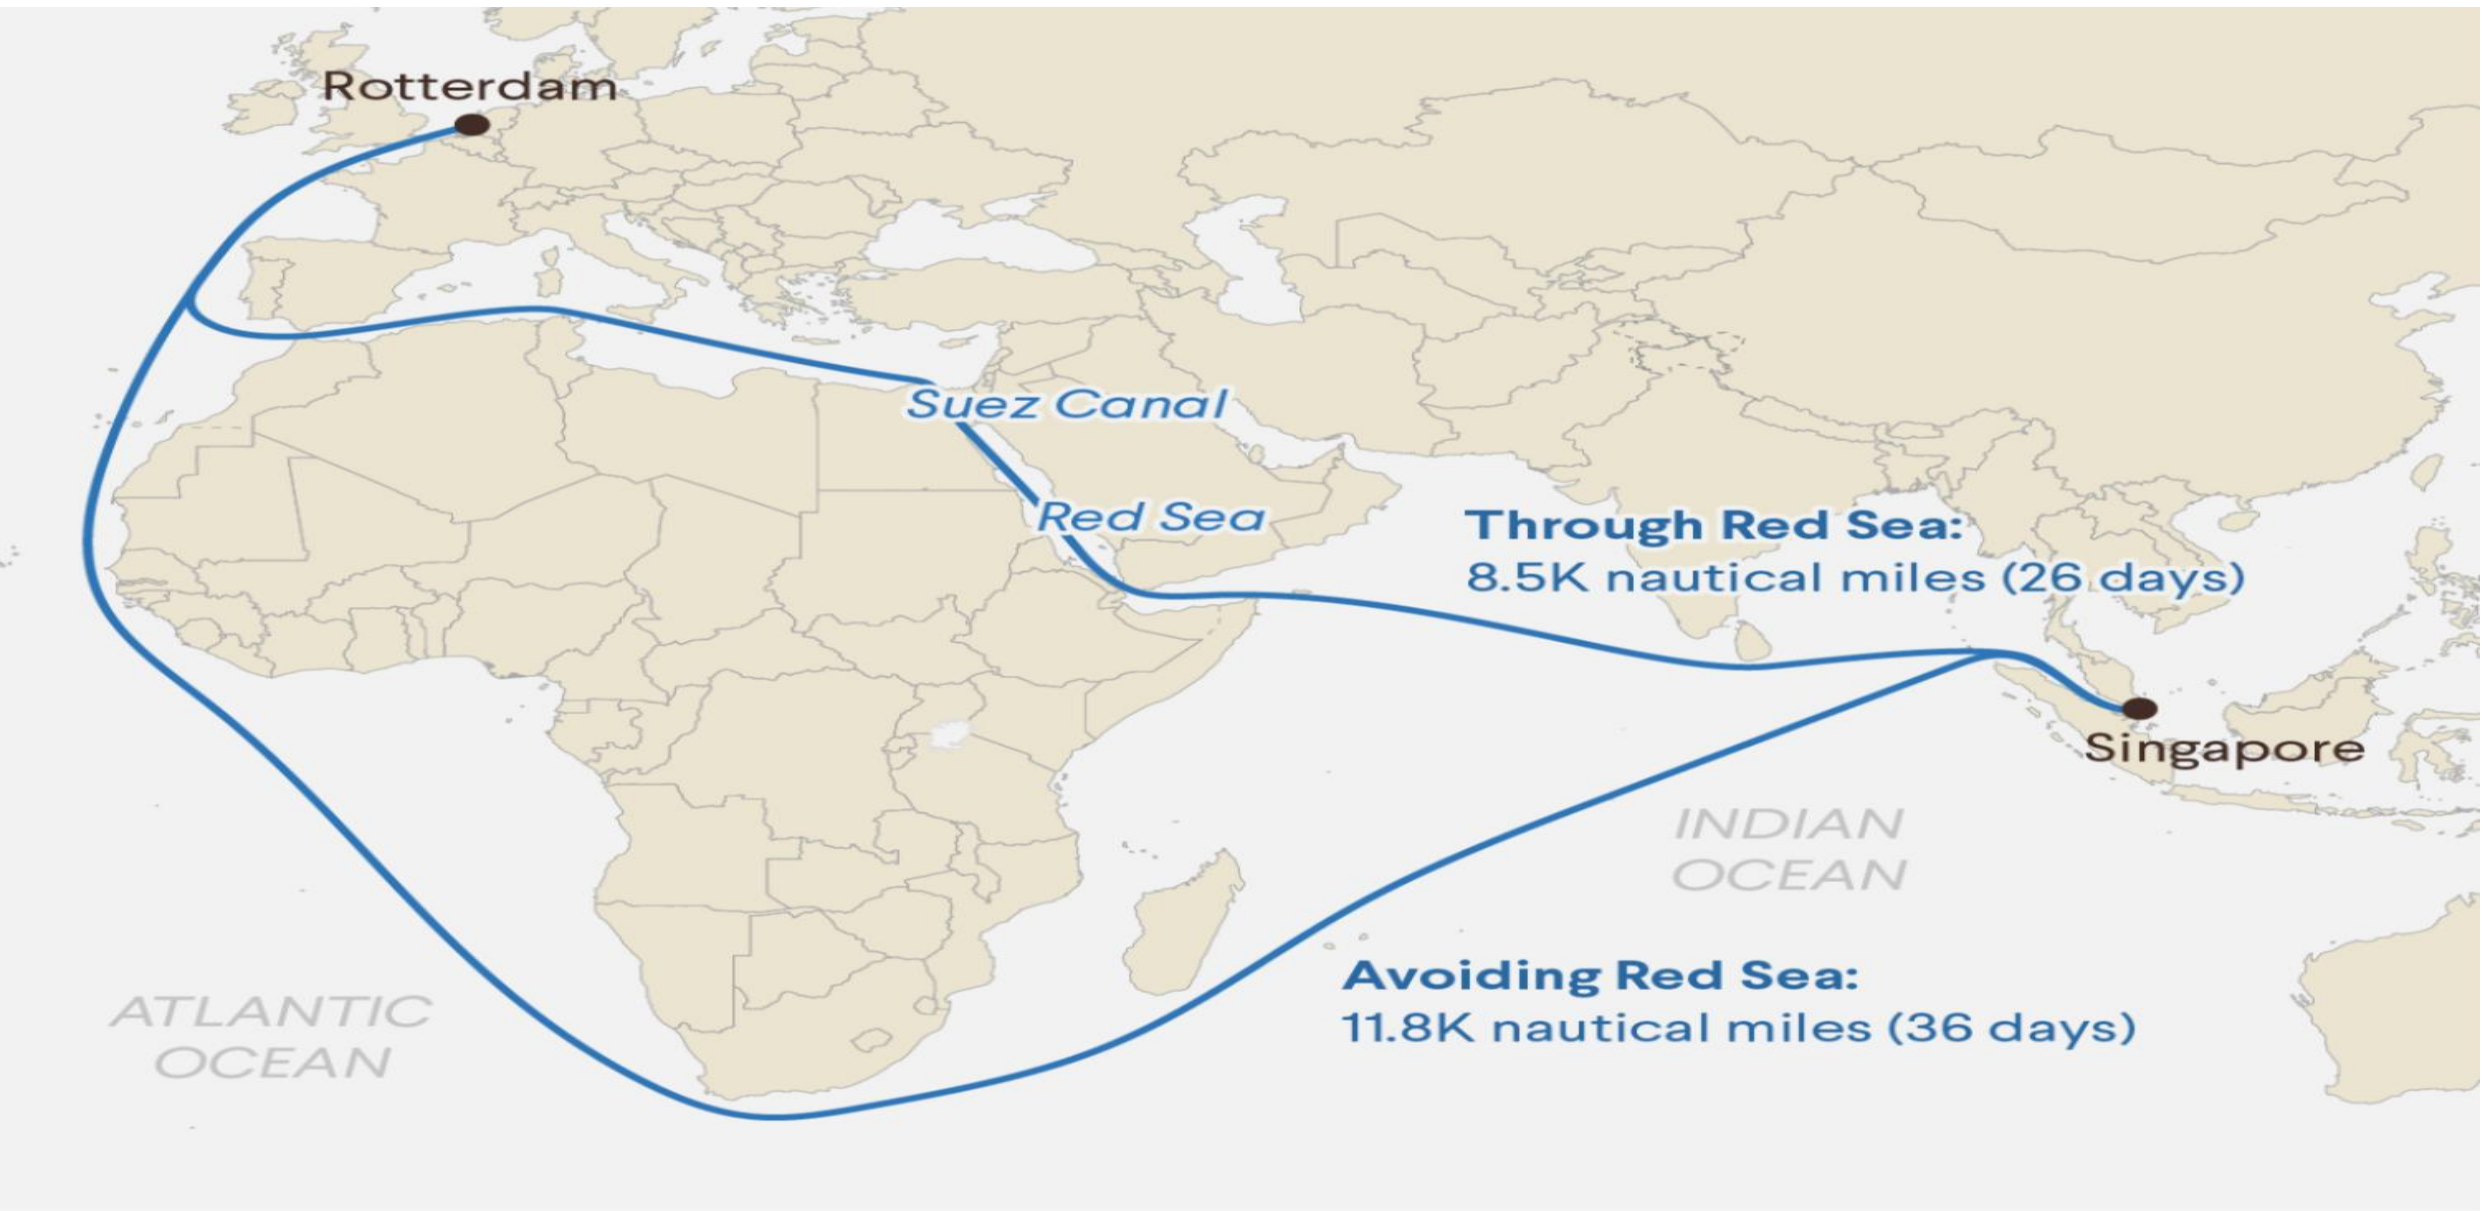 Rotterdam
Suez Canal
Red Sea
Through Red Sea:
8.5K nautical miles (26 days)
Singapore
INDIAN
OCEAN
Avoiding Red Sea:
11.8K nautical miles (36 days)
ATLANTIC
OCEAN